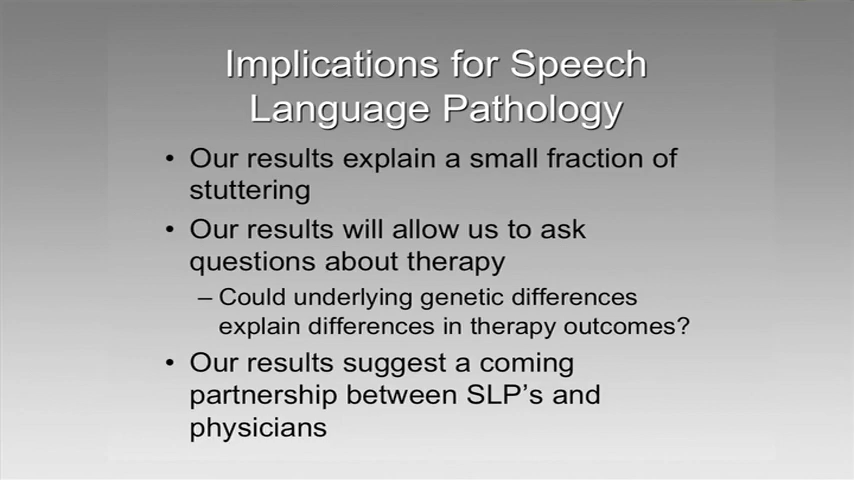 Implications for Speech
Language Pathology
• Our results explain a small fraction of
stuttering
• Our results will allow us to ask
questions about therapy
– Could underlying genetic differences
explain differences in therapy outcomes?
• Our results suggest a coming
partnership between SLP's and
physicians